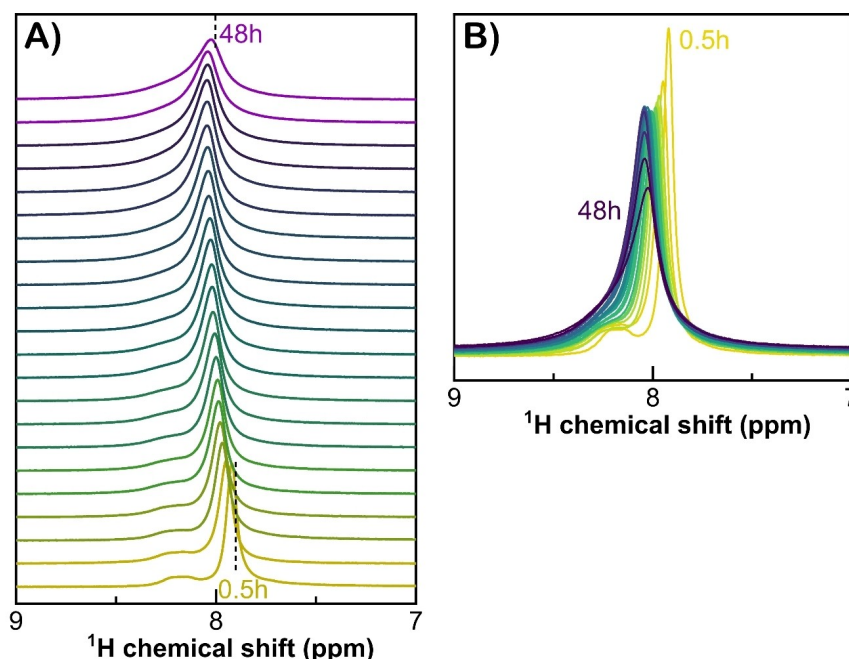 A)
48h
0.5h
9
8
7
¹H chemical shift (ppm)
B)
0.5h
48h
9
8
7
¹H chemical shift (ppm)